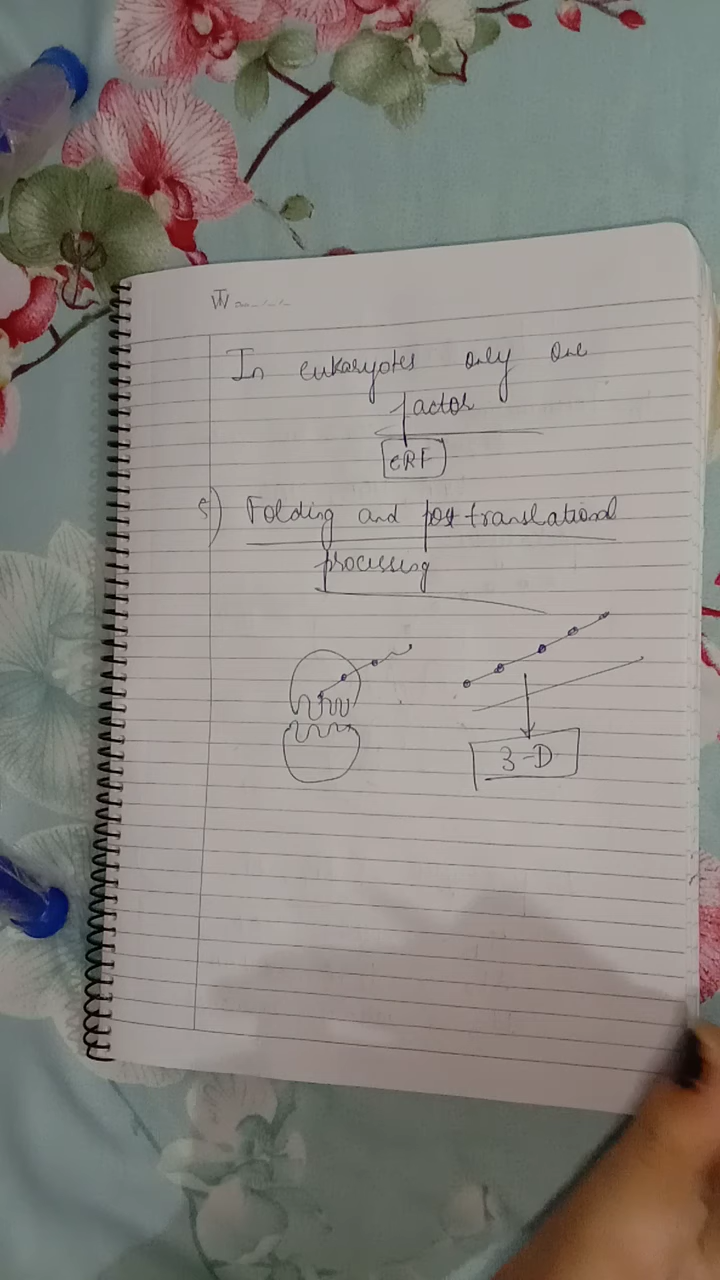 In eukaryotes only one
factor
eRF
5) Folding and post translational
processing
3-D